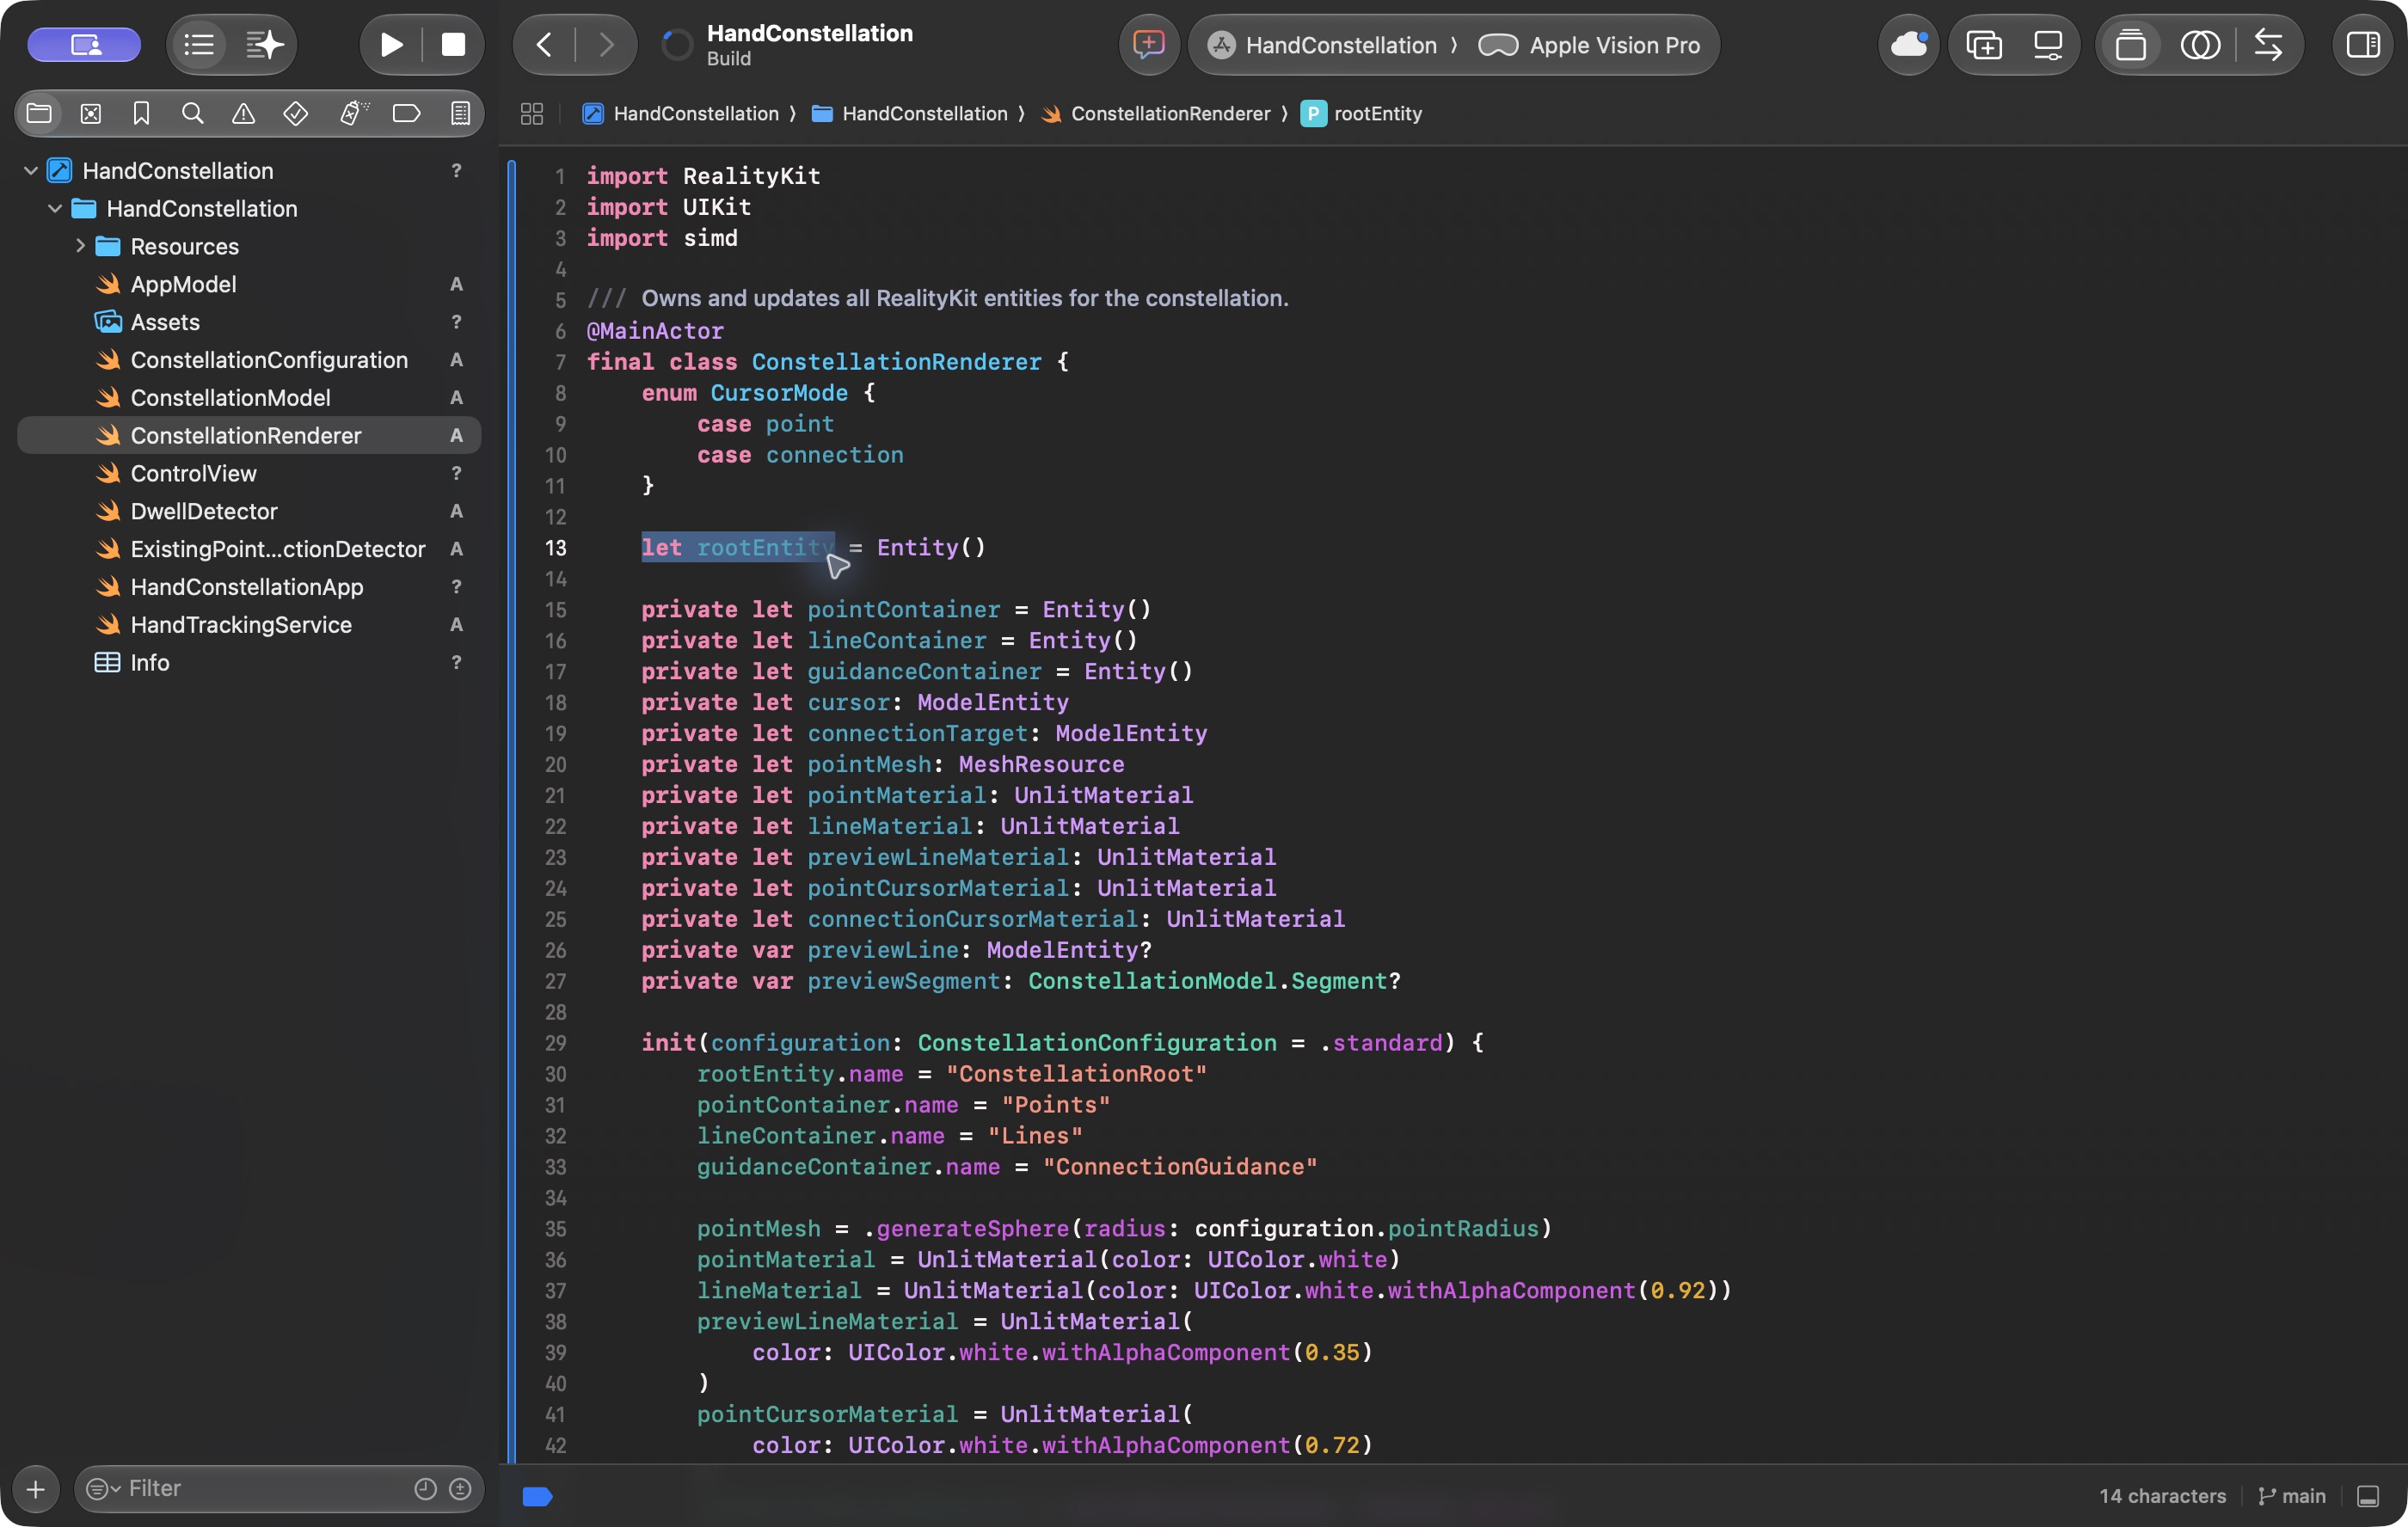 HandConstellation
Build
HandConstellation 〉 Apple Vision Pro
HandConstellation 〉 HandConstellation 〉 ConstellationRenderer 〉 P rootEntity
HandConstellation ?
HandConstellation
Resources
AppModel A
Assets ?
ConstellationConfiguration A
ConstellationModel A
ConstellationRenderer A
ControlView ?
DwellDetector A
ExistingPoint...ctionDetector A
HandConstellationApp ?
HandTrackingService A
Info ?
Filter
1 import RealityKit
2 import UIKit
3 import simd
4
5 /// Owns and updates all RealityKit entities for the constellation.
6 @MainActor
7 final class ConstellationRenderer {
8     enum CursorMode {
9         case point
10         case connection
11     }
12
13     let rootEntity = Entity()
14
15     private let pointContainer = Entity()
16     private let lineContainer = Entity()
17     private let guidanceContainer = Entity()
18     private let cursor: ModelEntity
19     private let connectionTarget: ModelEntity
20     private let pointMesh: MeshResource
21     private let pointMaterial: UnlitMaterial
22     private let lineMaterial: UnlitMaterial
23     private let previewLineMaterial: UnlitMaterial
24     private let pointCursorMaterial: UnlitMaterial
25     private let connectionCursorMaterial: UnlitMaterial
26     private var previewLine: ModelEntity?
27     private var previewSegment: ConstellationModel.Segment?
28
29     init(configuration: ConstellationConfiguration = .standard) {
30         rootEntity.name = "ConstellationRoot"
31         pointContainer.name = "Points"
32         lineContainer.name = "Lines"
33         guidanceContainer.name = "ConnectionGuidance"
34
35         pointMesh = .generateSphere(radius: configuration.pointRadius)
36         pointMaterial = UnlitMaterial(color: UIColor.white)
37         lineMaterial = UnlitMaterial(color: UIColor.white.withAlphaComponent(0.92))
38         previewLineMaterial = UnlitMaterial(
39             color: UIColor.white.withAlphaComponent(0.35)
40         )
41         pointCursorMaterial = UnlitMaterial(
42             color: UIColor.white.withAlphaComponent(0.72)
14 characters main